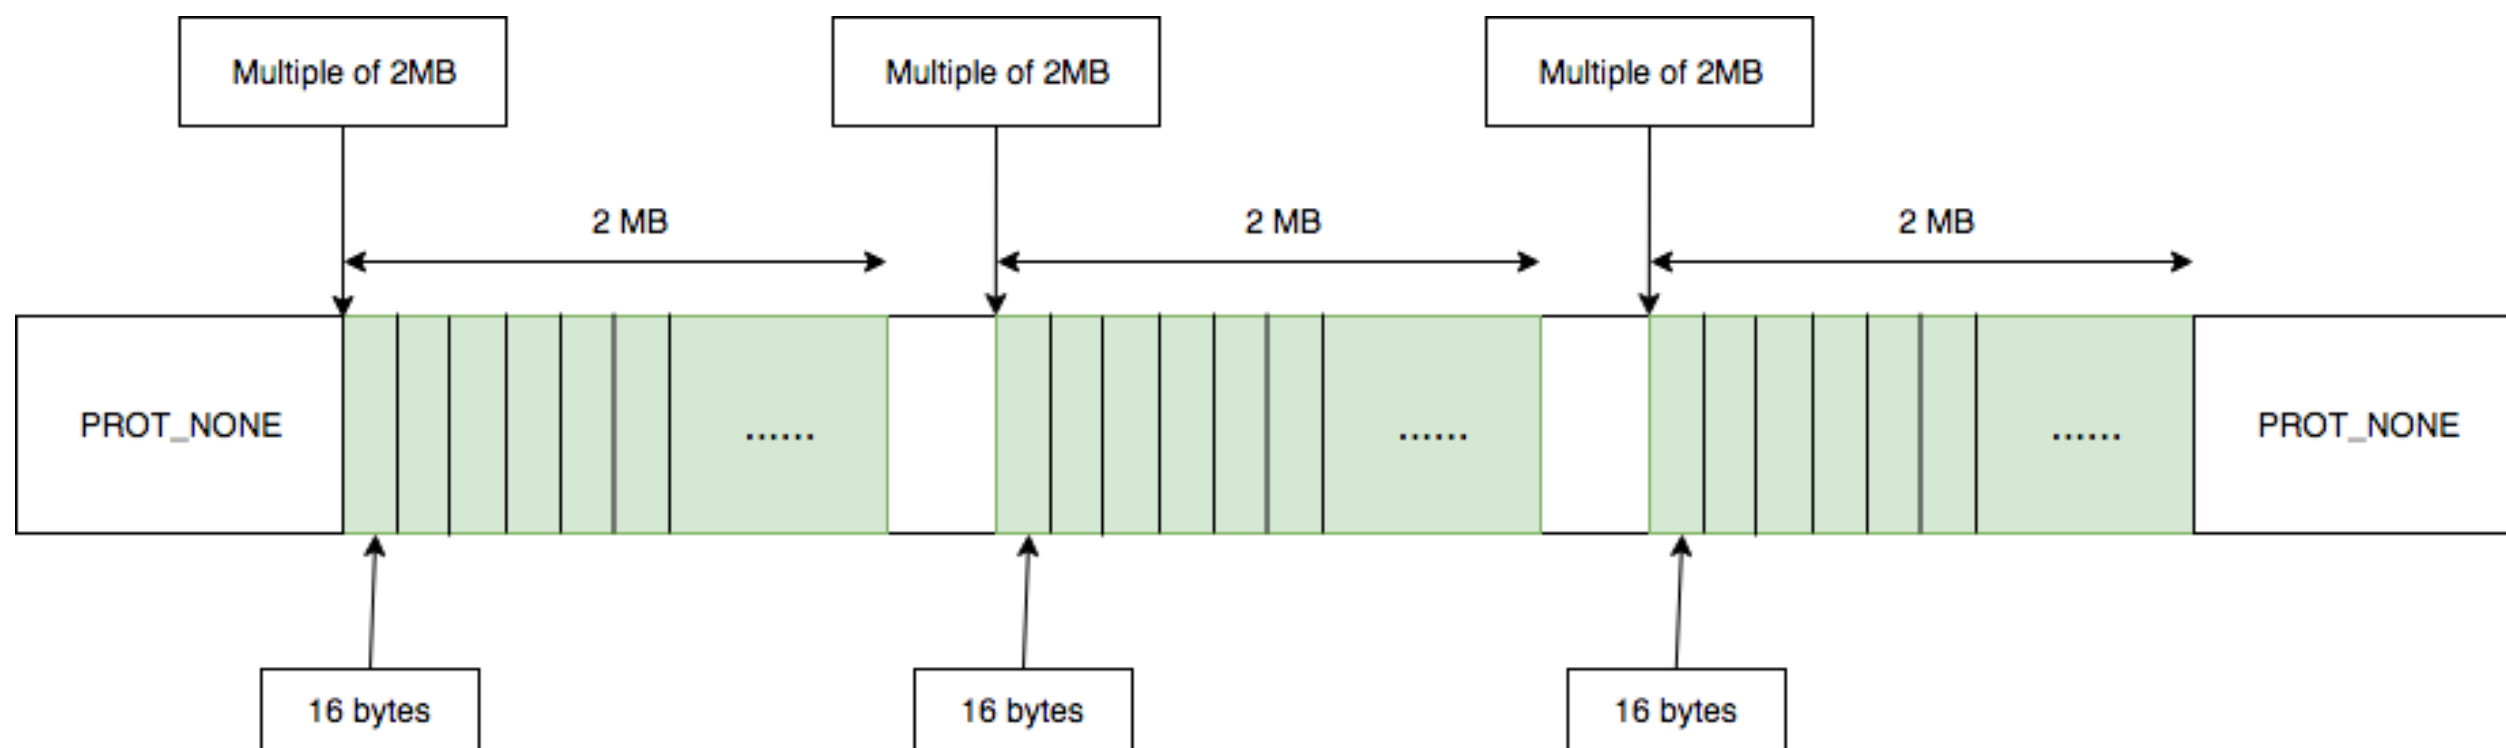 Multiple of 2MB
Multiple of 2MB
Multiple of 2MB
2 MB
2 MB
2 MB
PROT_NONE
......
......
......
PROT_NONE
16 bytes
16 bytes
16 bytes